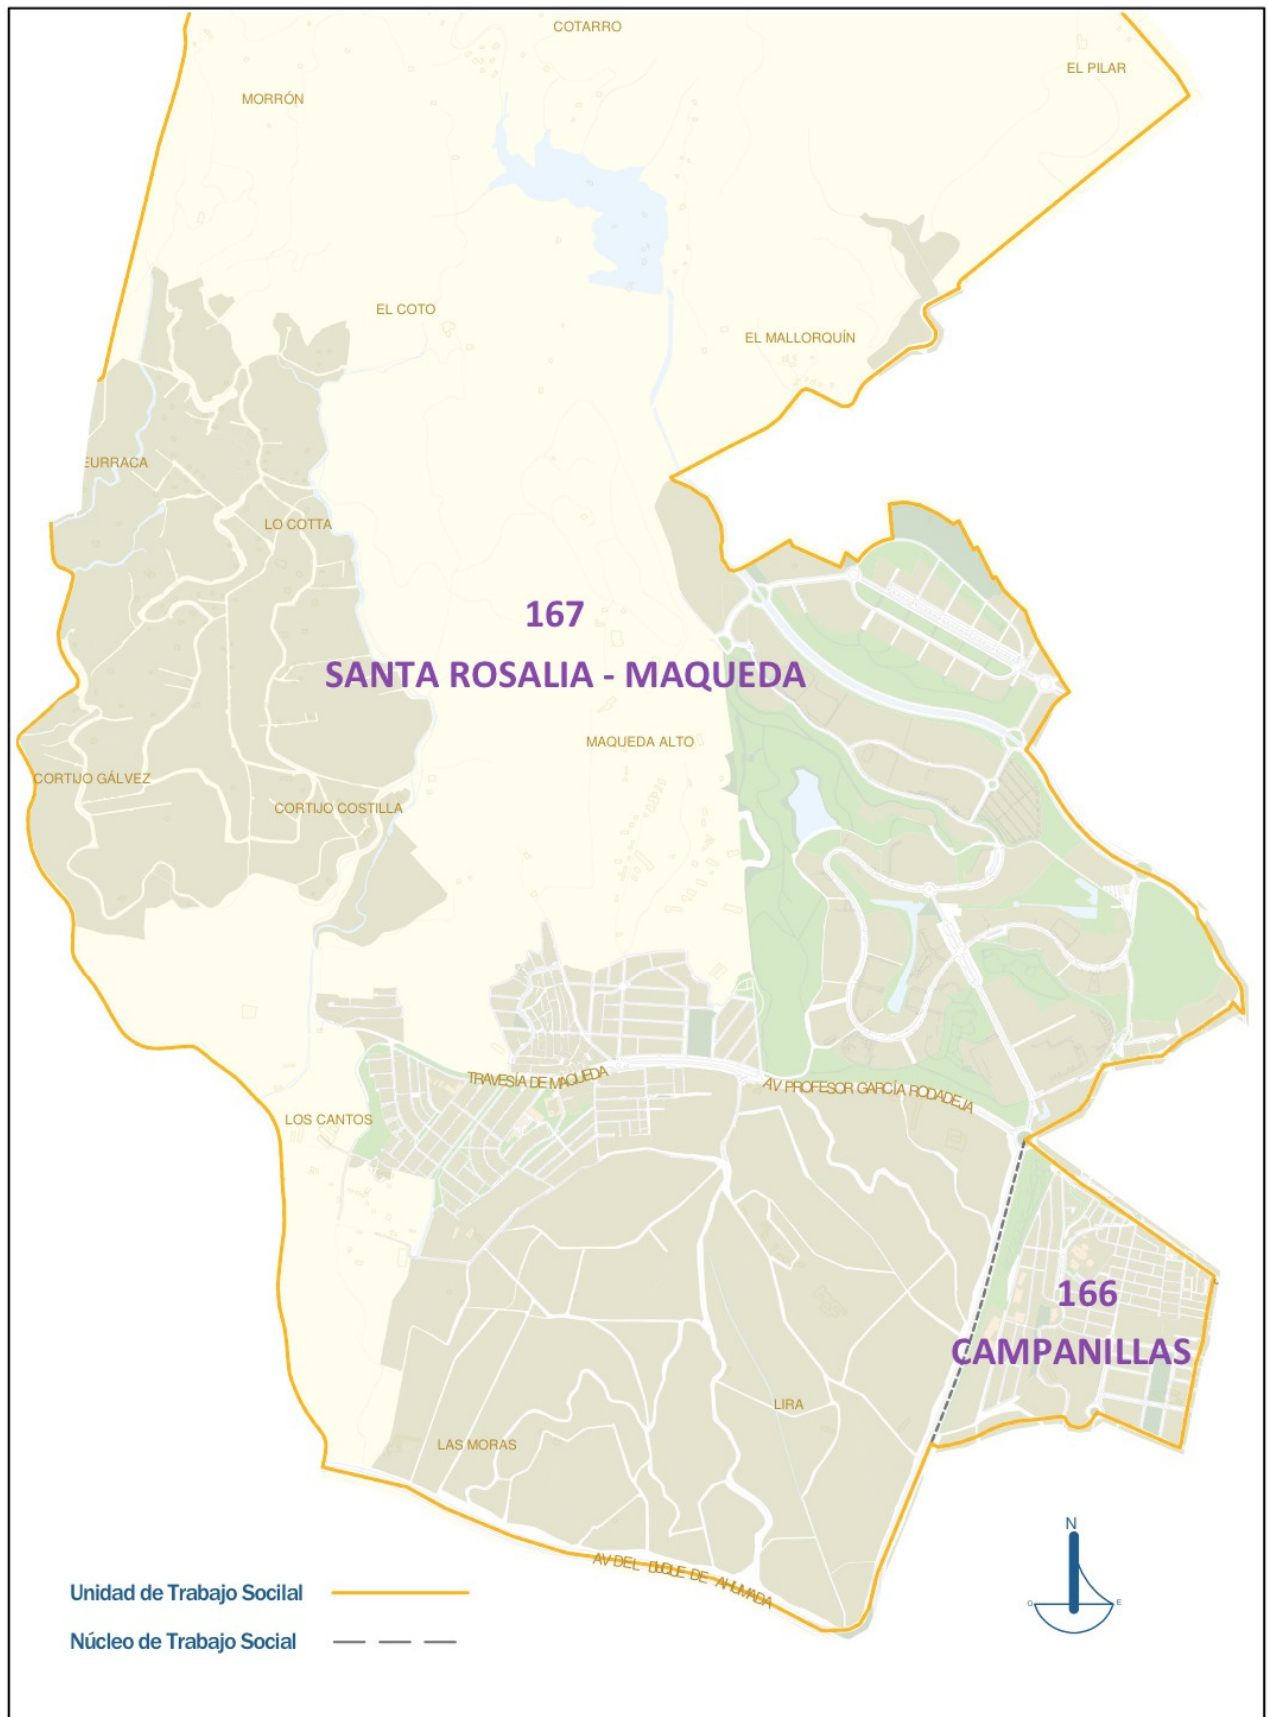 COTARRO
EL PILAR
MORRÓN
EL COTO
EL MALLORQUÍN
EURRACA
LO COTTA
167
SANTA ROSALIA - MAQUEDA
MAQUEDA ALTO
CORTIJO GÁLVEZ
CORTIJO COSTILLA
TRAVESÍA DE MAQUEDA
AV PROFESOR GARCÍA RODADEJA
LOS CANTOS
166
CAMPANILLAS
LIRA
LAS MORAS
AV DEL DUQUE DE AHUMADA
N
O
E
Unidad de Trabajo Socilal
Núcleo de Trabajo Social